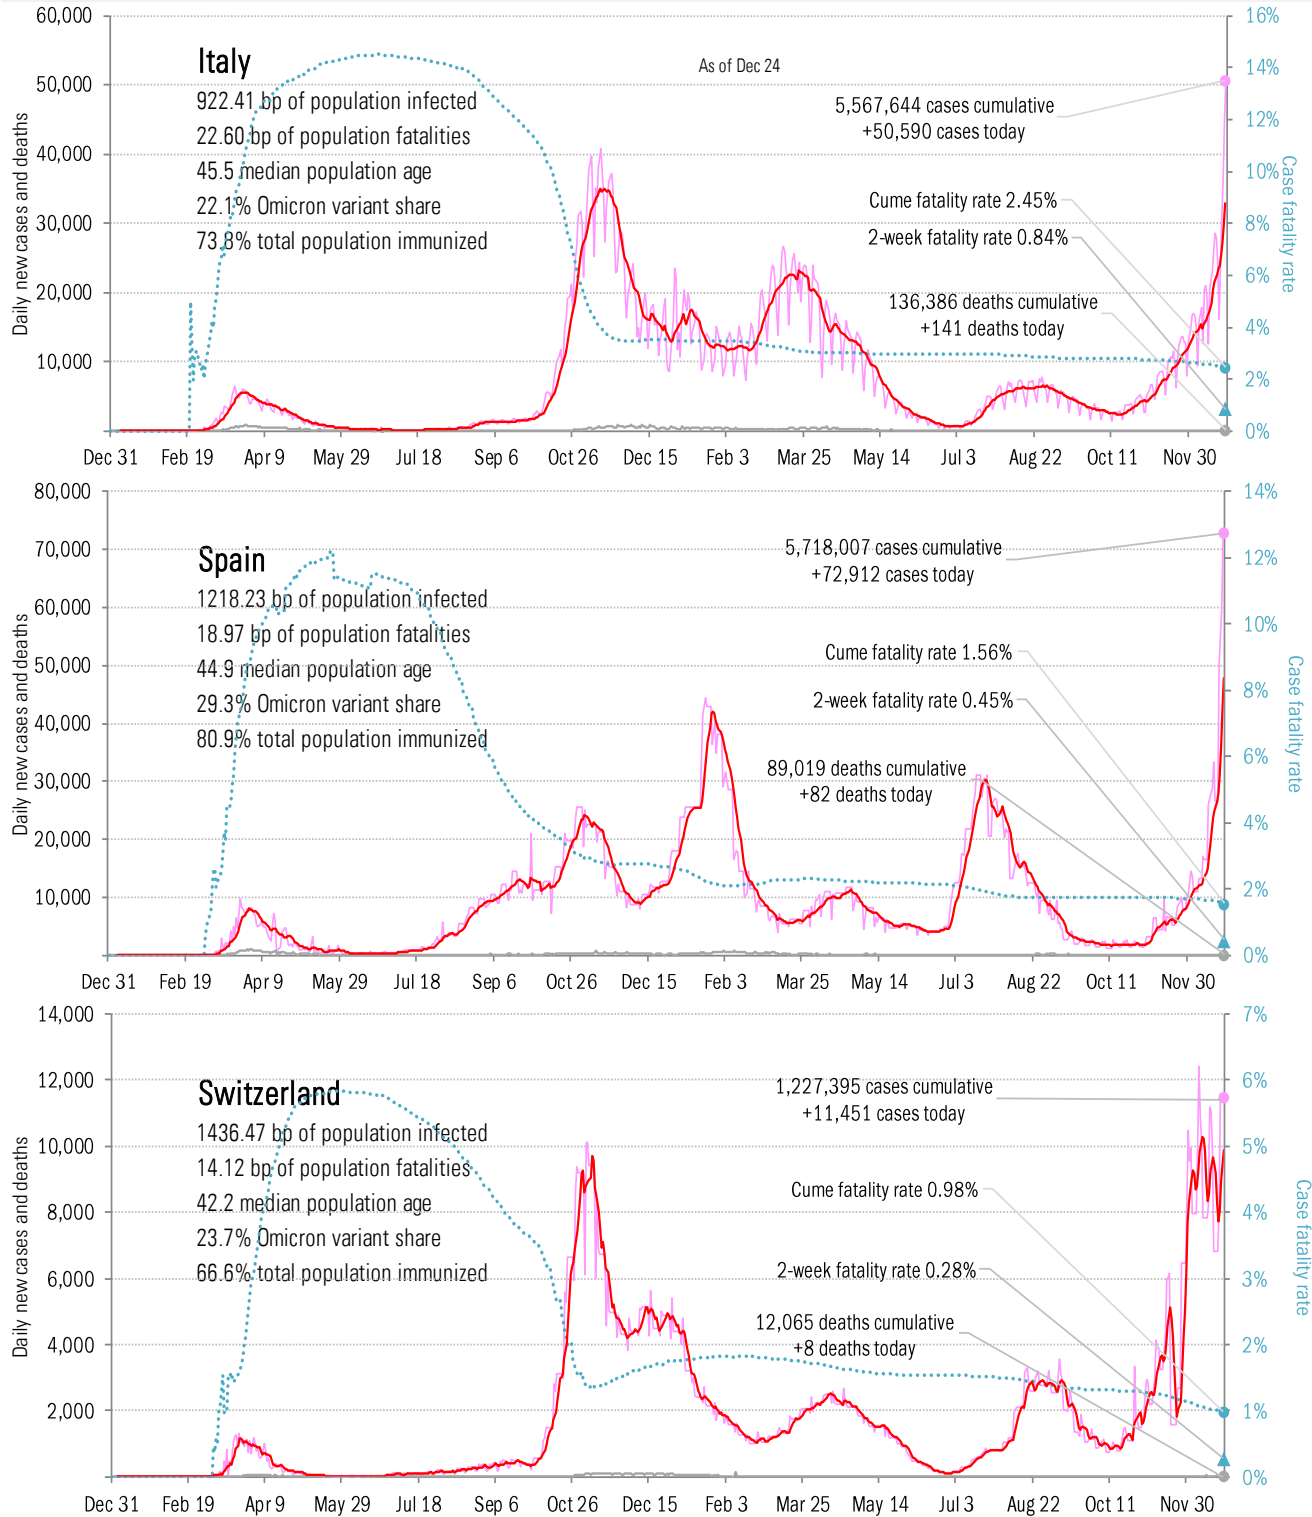 60,000
50,000
40,000
30,000
20,000
10,000
Daily new cases and deaths
Italy
922.41 bp of population infected
22.60 bp of population fatalities
45.5 median population age
22.1% Omicron variant share
73.8% total population immunized
As of Dec 24
5,567,644 cases cumulative
+50,590 cases today
Cume fatality rate 2.45%
2-week fatality rate 0.84%
136,386 deaths cumulative
+141 deaths today
16%
14%
12%
10%
8%
6%
4%
2%
0%
Case fatality rate
Dec 31 Feb 19 Apr 9 May 29 Jul 18 Sep 6 Oct 26 Dec 15 Feb 3 Mar 25 May 14 Jul 3 Aug 22 Oct 11 Nov 30
80,000
70,000
60,000
50,000
40,000
30,000
20,000
10,000
Daily new cases and deaths
Spain
1218.23 bp of population infected
18.97 bp of population fatalities
44.9 median population age
29.3% Omicron variant share
80.9% total population immunized
5,718,007 cases cumulative
+72,912 cases today
Cume fatality rate 1.56%
2-week fatality rate 0.45%
89,019 deaths cumulative
+82 deaths today
14%
12%
10%
8%
6%
4%
2%
0%
Case fatality rate
Dec 31 Feb 19 Apr 9 May 29 Jul 18 Sep 6 Oct 26 Dec 15 Feb 3 Mar 25 May 14 Jul 3 Aug 22 Oct 11 Nov 30
14,000
12,000
10,000
8,000
6,000
4,000
2,000
Daily new cases and deaths
Switzerland
1436.47 bp of population infected
14.12 bp of population fatalities
42.2 median population age
23.7% Omicron variant share
66.6% total population immunized
1,227,395 cases cumulative
+11,451 cases today
Cume fatality rate 0.98%
2-week fatality rate 0.28%
12,065 deaths cumulative
+8 deaths today
7%
6%
5%
4%
3%
2%
1%
0%
Case fatality rate
Dec 31 Feb 19 Apr 9 May 29 Jul 18 Sep 6 Oct 26 Dec 15 Feb 3 Mar 25 May 14 Jul 3 Aug 22 Oct 11 Nov 30